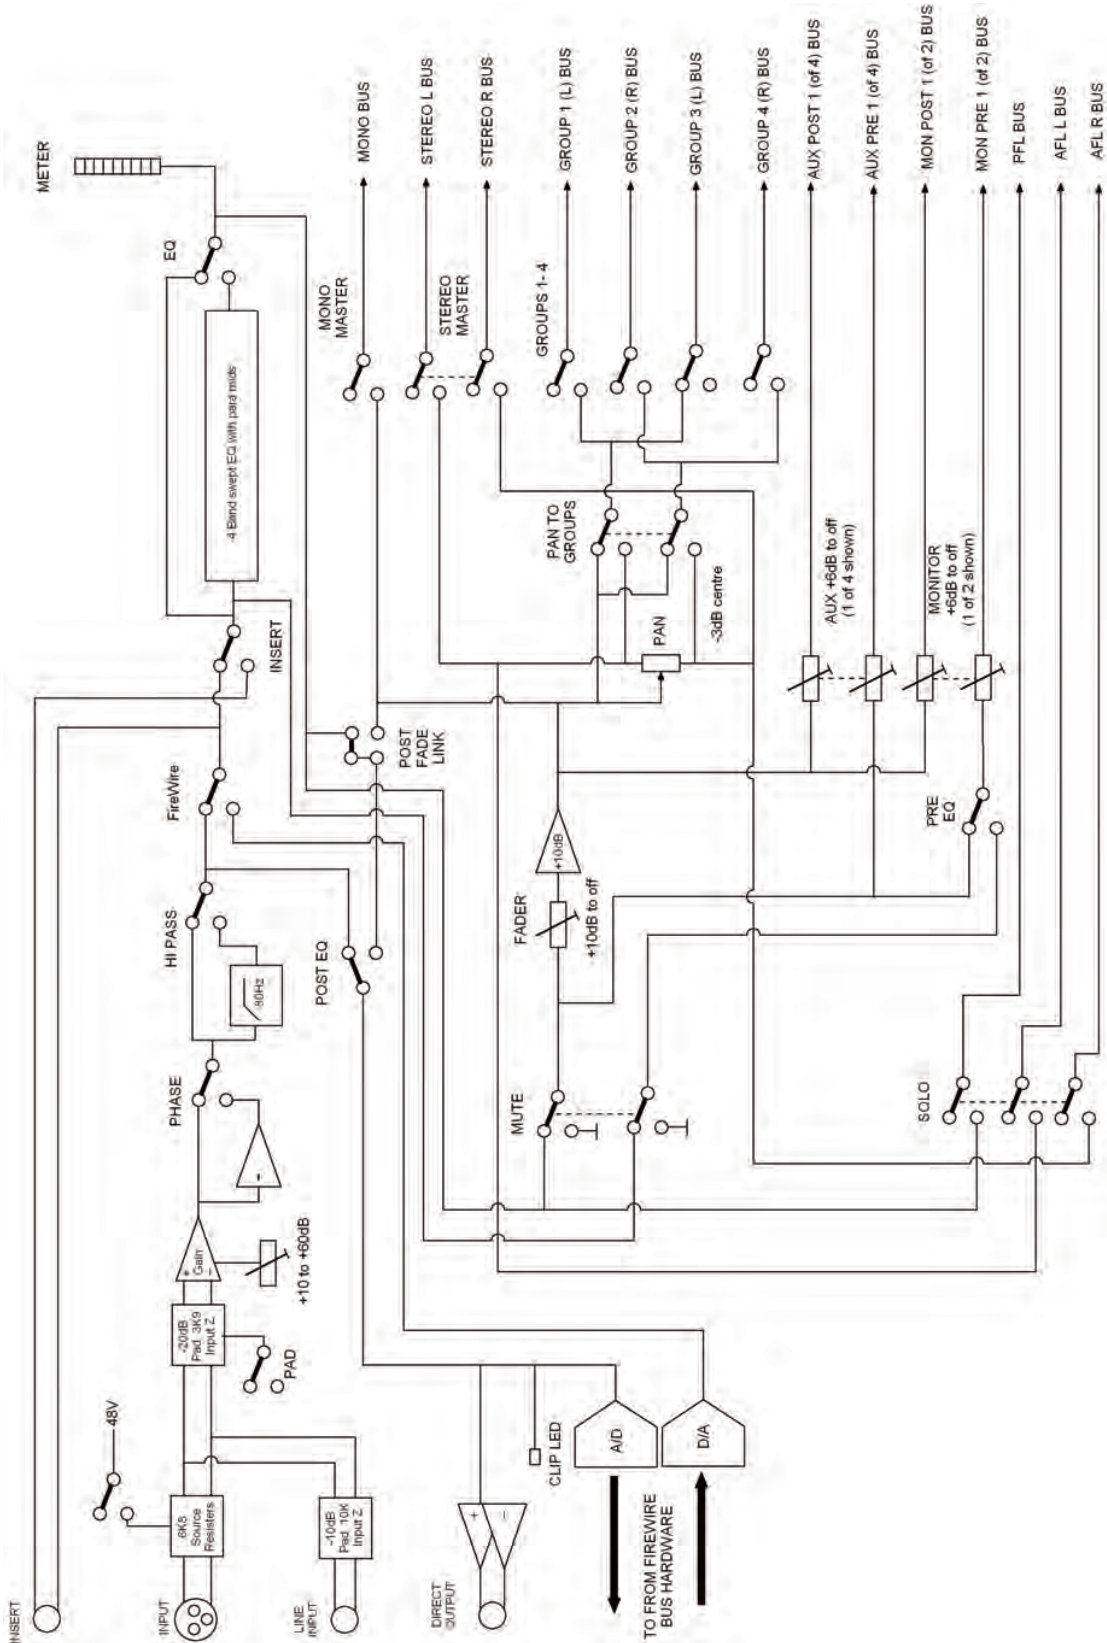 INSERT
INPUT
48V
6K8
Source
Resisters
LINE
INPUT
-10dB
Pad 10K
Input Z
-20dB
Pad 3K9
Input Z
PAD
+
Gain
−
+10 to +60dB
-
PHASE
-80Hz
HI PASS
FireWire
INSERT
4 Band swept EQ with para mids
EQ
METER
POST EQ
POST
FADE
LINK
DIRECT
OUTPUT
+
−
CLIP LED
A/D
D/A
TO FROM FIREWIRE
BUS HARDWARE
MUTE
FADER
+10dB to off
+10dB
PAN
-3dB centre
PAN TO
GROUPS
MONO
MASTER
STEREO
MASTER
GROUPS 1- 4
SOLO
PRE
EQ
AUX +6dB to off
(1 of 4 shown)
MONITOR
+6dB to off
(1 of 2 shown)
MONO BUS
STEREO L BUS
STEREO R BUS
GROUP 1 (L) BUS
GROUP 2 (R) BUS
GROUP 3 (L) BUS
GROUP 4 (R) BUS
AUX POST 1 (of 4) BUS
AUX PRE 1 (of 4) BUS
MON POST 1 (of 2) BUS
MON PRE 1 (of 2) BUS
PFL BUS
AFL L BUS
AFL R BUS